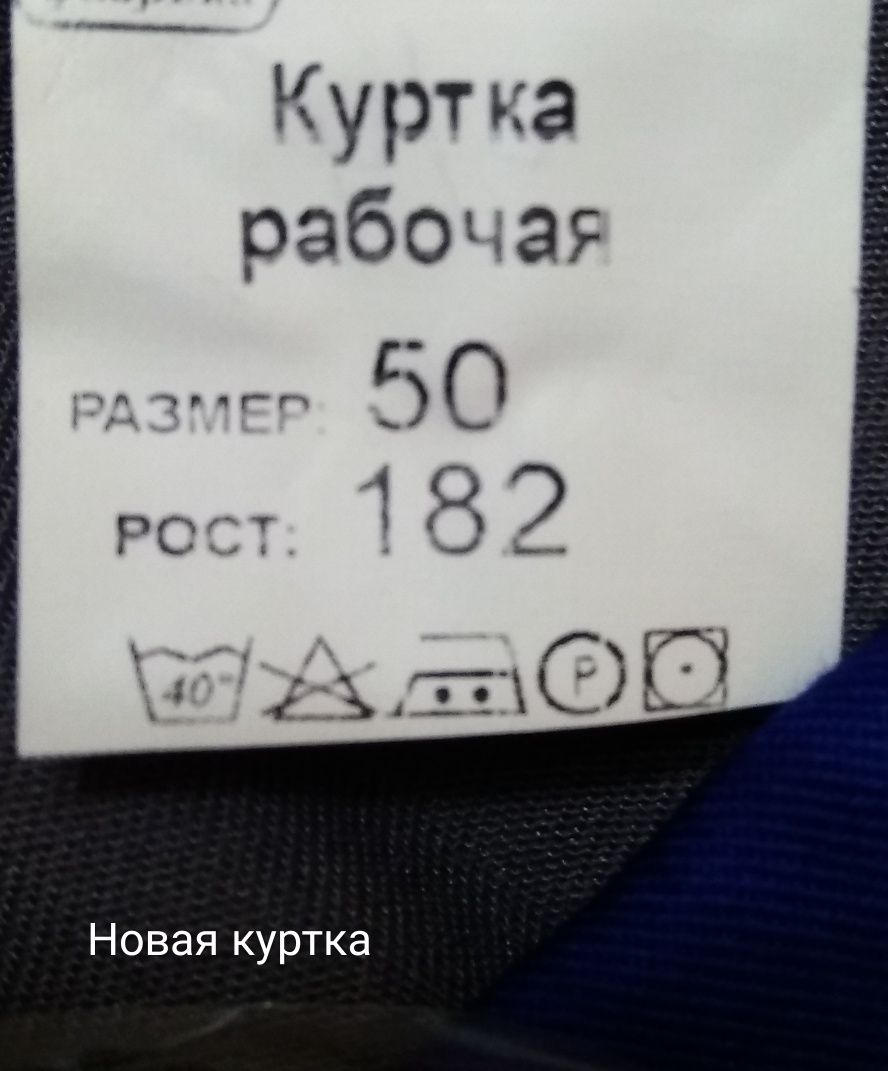 Куртка
рабочая
РАЗМЕР: 50
РОСТ: 182
40°
P
Новая куртка